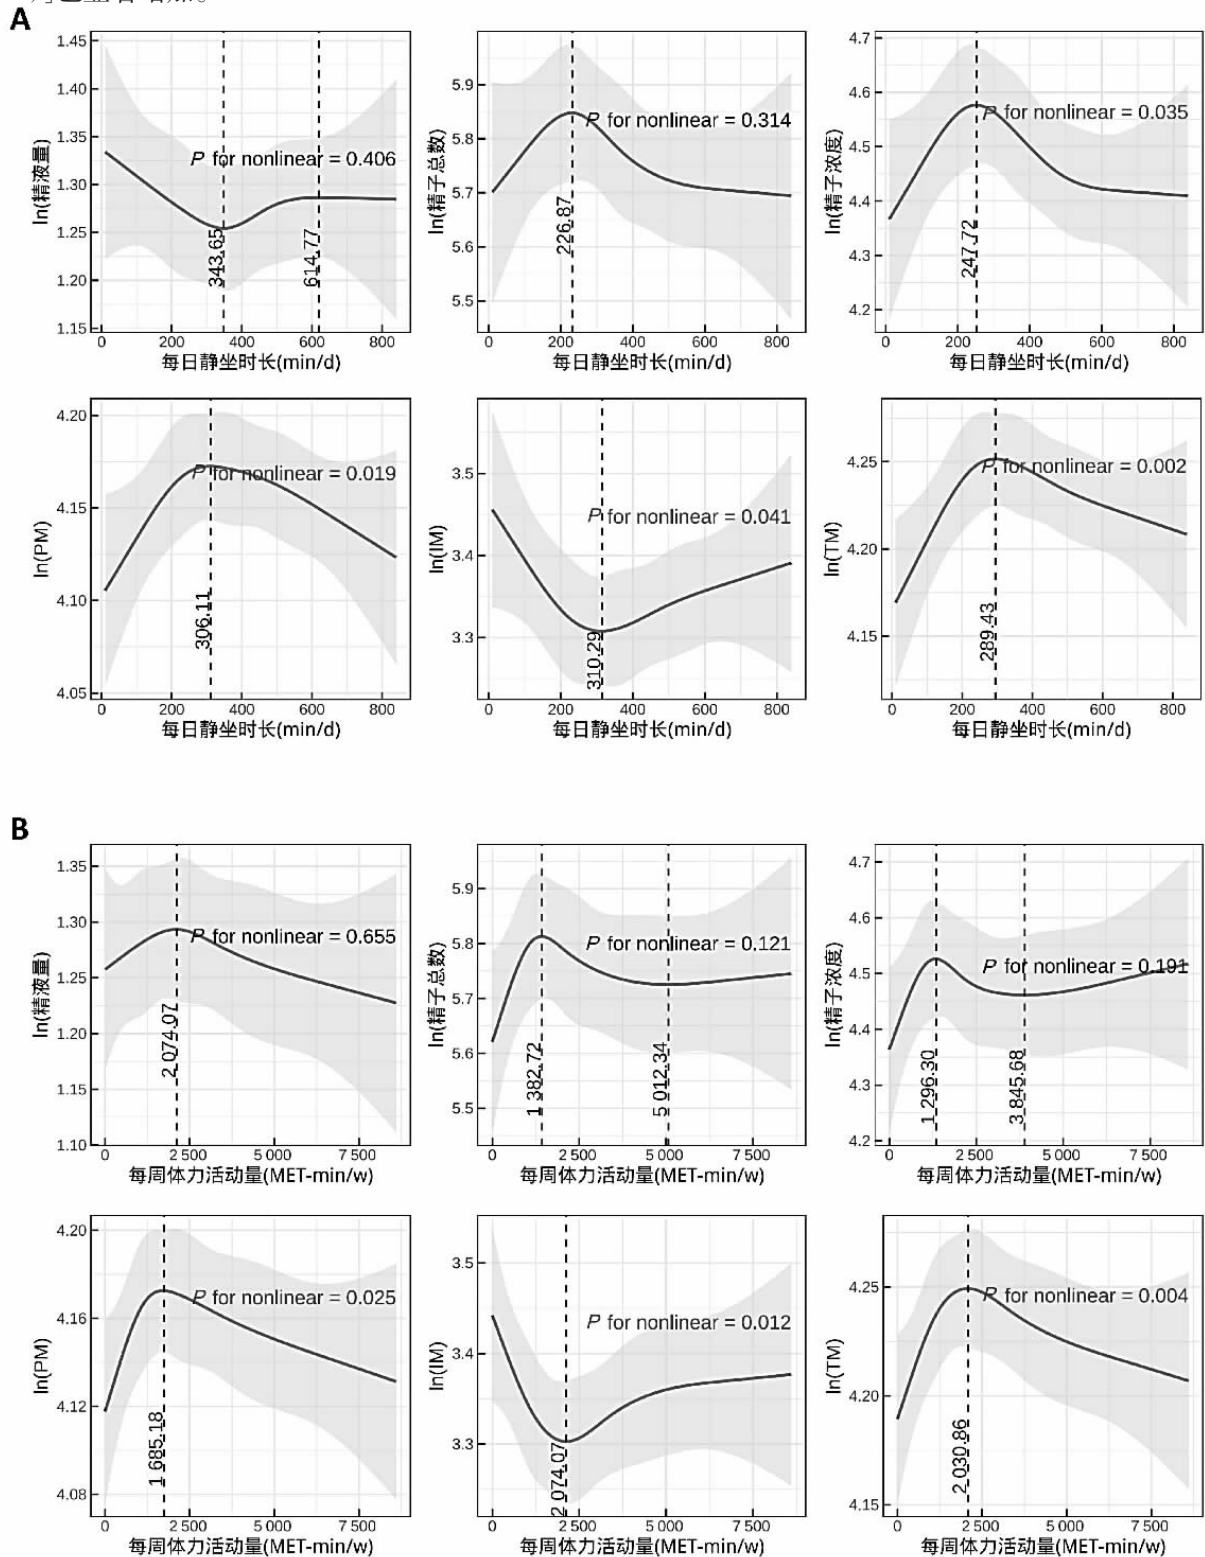 A
ln(精液量)
1.45
1.40
1.35
1.30
1.25
1.20
1.15
P for nonlinear = 0.406
343.65
614.77
0 200 400 600 800
每日静坐时长(min/d)
ln(精子总数)
5.9
5.8
5.7
5.6
5.5
P for nonlinear = 0.314
226.87
0 200 400 600 800
每日静坐时长(min/d)
ln(精子浓度)
4.7
4.6
4.5
4.4
4.3
4.2
P for nonlinear = 0.035
247.72
0 200 400 600 800
每日静坐时长(min/d)
ln(PM)
4.20
4.15
4.10
4.05
P for nonlinear = 0.019
306.11
0 200 400 600 800
每日静坐时长(min/d)
ln(IM)
3.5
3.4
3.3
P for nonlinear = 0.041
310.29
0 200 400 600 800
每日静坐时长(min/d)
ln(TM)
4.25
4.20
4.15
P for nonlinear = 0.002
289.43
0 200 400 600 800
每日静坐时长(min/d)
B
ln(精液量)
1.35
1.30
1.25
1.20
1.15
1.10
P for nonlinear = 0.655
2 074.07
0 2 500 5 000 7 500
每周体力活动量(MET-min/w)
ln(精子总数)
5.9
5.8
5.7
5.6
5.5
P for nonlinear = 0.121
1 382.72
5 012.34
0 2 500 5 000 7 500
每周体力活动量(MET-min/w)
ln(精子浓度)
4.7
4.6
4.5
4.4
4.3
4.2
P for nonlinear = 0.191
1 296.30
3 845.68
0 2 500 5 000 7 500
每周体力活动量(MET-min/w)
ln(PM)
4.20
4.16
4.12
4.08
P for nonlinear = 0.025
1 685.18
0 2 500 5 000 7 500
每周体力活动量(MET-min/w)
ln(IM)
3.5
3.4
3.3
P for nonlinear = 0.012
2 074.07
0 2 500 5 000 7 500
每周体力活动量(MET-min/w)
ln(TM)
4.25
4.20
4.15
P for nonlinear = 0.004
2 030.86
0 2 500 5 000 7 500
每周体力活动量(MET-min/w)